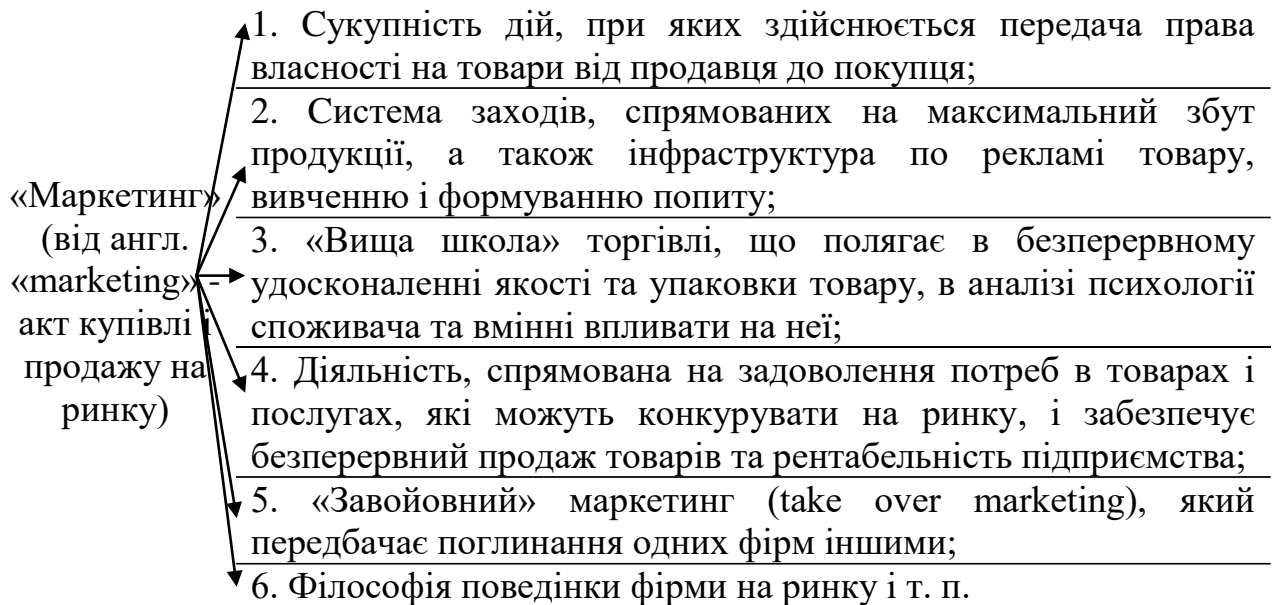 «Маркетинг»
(від англ.
«marketing» -
акт купівлі і
продажу на
ринку)
1. Сукупність дій, при яких здійснюється передача права
власності на товари від продавця до покупця;
2. Система заходів, спрямованих на максимальний збут
продукції, а також інфраструктура по рекламі товару,
вивченню і формуванню попиту;
3. «Вища школа» торгівлі, що полягає в безперервному
удосконаленні якості та упаковки товару, в аналізі психології
споживача та вмінні впливати на неї;
4. Діяльність, спрямована на задоволення потреб в товарах і
послугах, які можуть конкурувати на ринку, і забезпечує
безперервний продаж товарів та рентабельність підприємства;
5. «Завойовний» маркетинг (take over marketing), який
передбачає поглинання одних фірм іншими;
6. Філософія поведінки фірми на ринку і т. п.